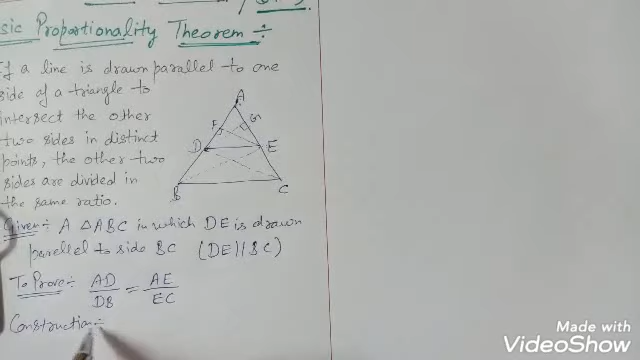 sic Proportionality Theorem ÷
If a line is drawn parallel to one
side of a triangle to
intersect the other
two sides in distinct
points, the other two
sides are divided in
the same ratio.
A
F G
D E
B C
Given ÷ A △ABC in which DE is drawn
parallel to side BC (DE||BC)
To Prove ÷ AD/DB = AE/EC
Construction ÷
Made with
VideoShow